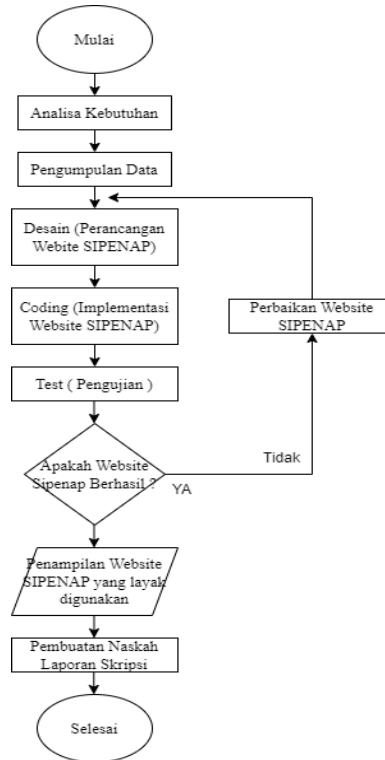 Mulai
Analisa Kebutuhan
Pengumpulan Data
Desain (Perancangan
Webite SIPENAP)
Coding (Implementasi
Website SIPENAP)
Perbaikan Website
SIPENAP
Test ( Pengujian )
Apakah Website
Sipenap Berhasil ?
Tidak
YA
Penampilan Website
SIPENAP yang layak
digunakan
Pembuatan Naskah
Laporan Skripsi
Selesai